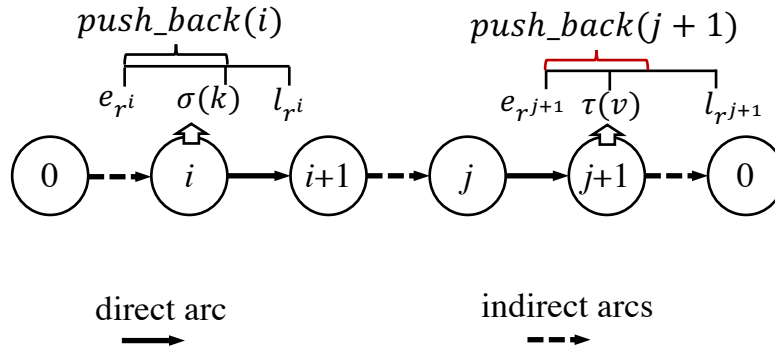 push_back(i) push_back(j + 1)
e_{r^i} σ(k) l_{r^i} e_{r^{j+1}} τ(v) l_{r^{j+1}}
0 i i+1 j j+1 0
direct arc indirect arcs